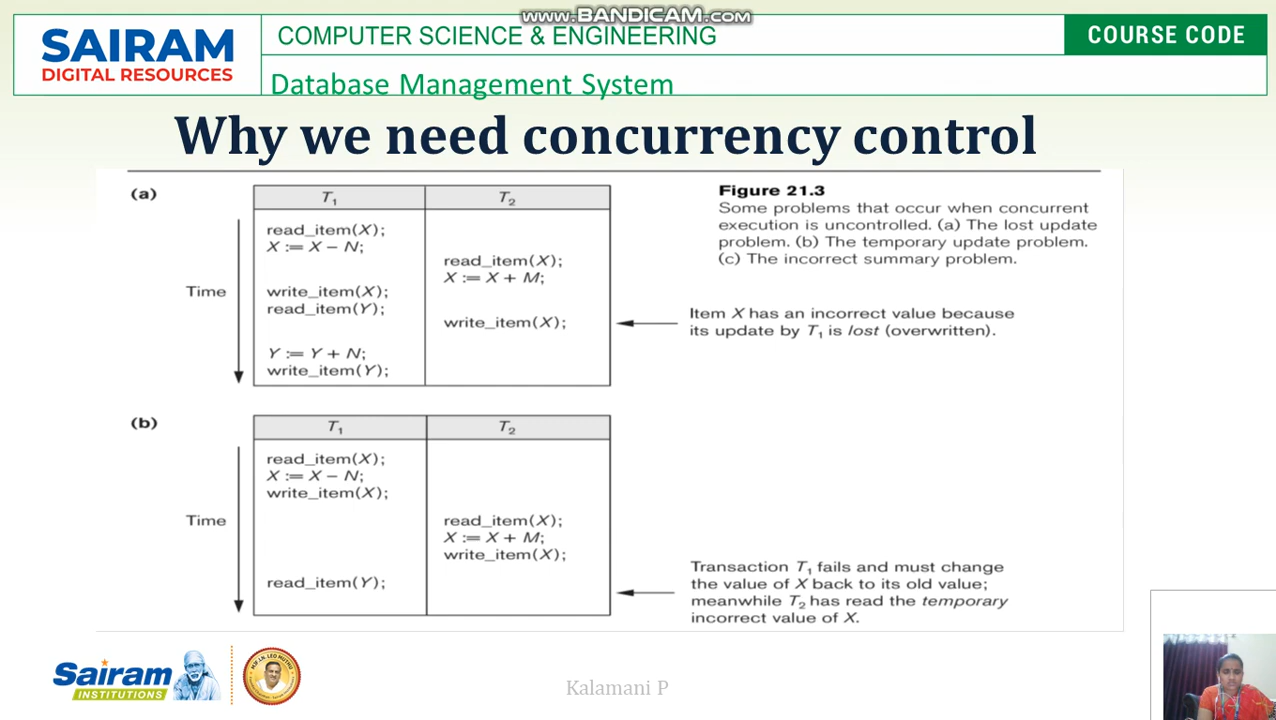 www.BANDICAM.com
SAIRAM
DIGITAL RESOURCES
COMPUTER SCIENCE & ENGINEERING
COURSE CODE
Database Management System
Why we need concurrency control
(a)
T1
T2
read_item(X);
X := X – N;
read_item(X);
X := X + M;
Time
write_item(X);
read_item(Y);
write_item(X);
Y := Y + N;
write_item(Y);
Figure 21.3
Some problems that occur when concurrent
execution is uncontrolled. (a) The lost update
problem. (b) The temporary update problem.
(c) The incorrect summary problem.
Item X has an incorrect value because
its update by T1 is lost (overwritten).
(b)
T1
T2
read_item(X);
X := X – N;
write_item(X);
Time
read_item(X);
X := X + M;
write_item(X);
read_item(Y);
Transaction T1 fails and must change
the value of X back to its old value;
meanwhile T2 has read the temporary
incorrect value of X.
Sairam
INSTITUTIONS
Kalamani P